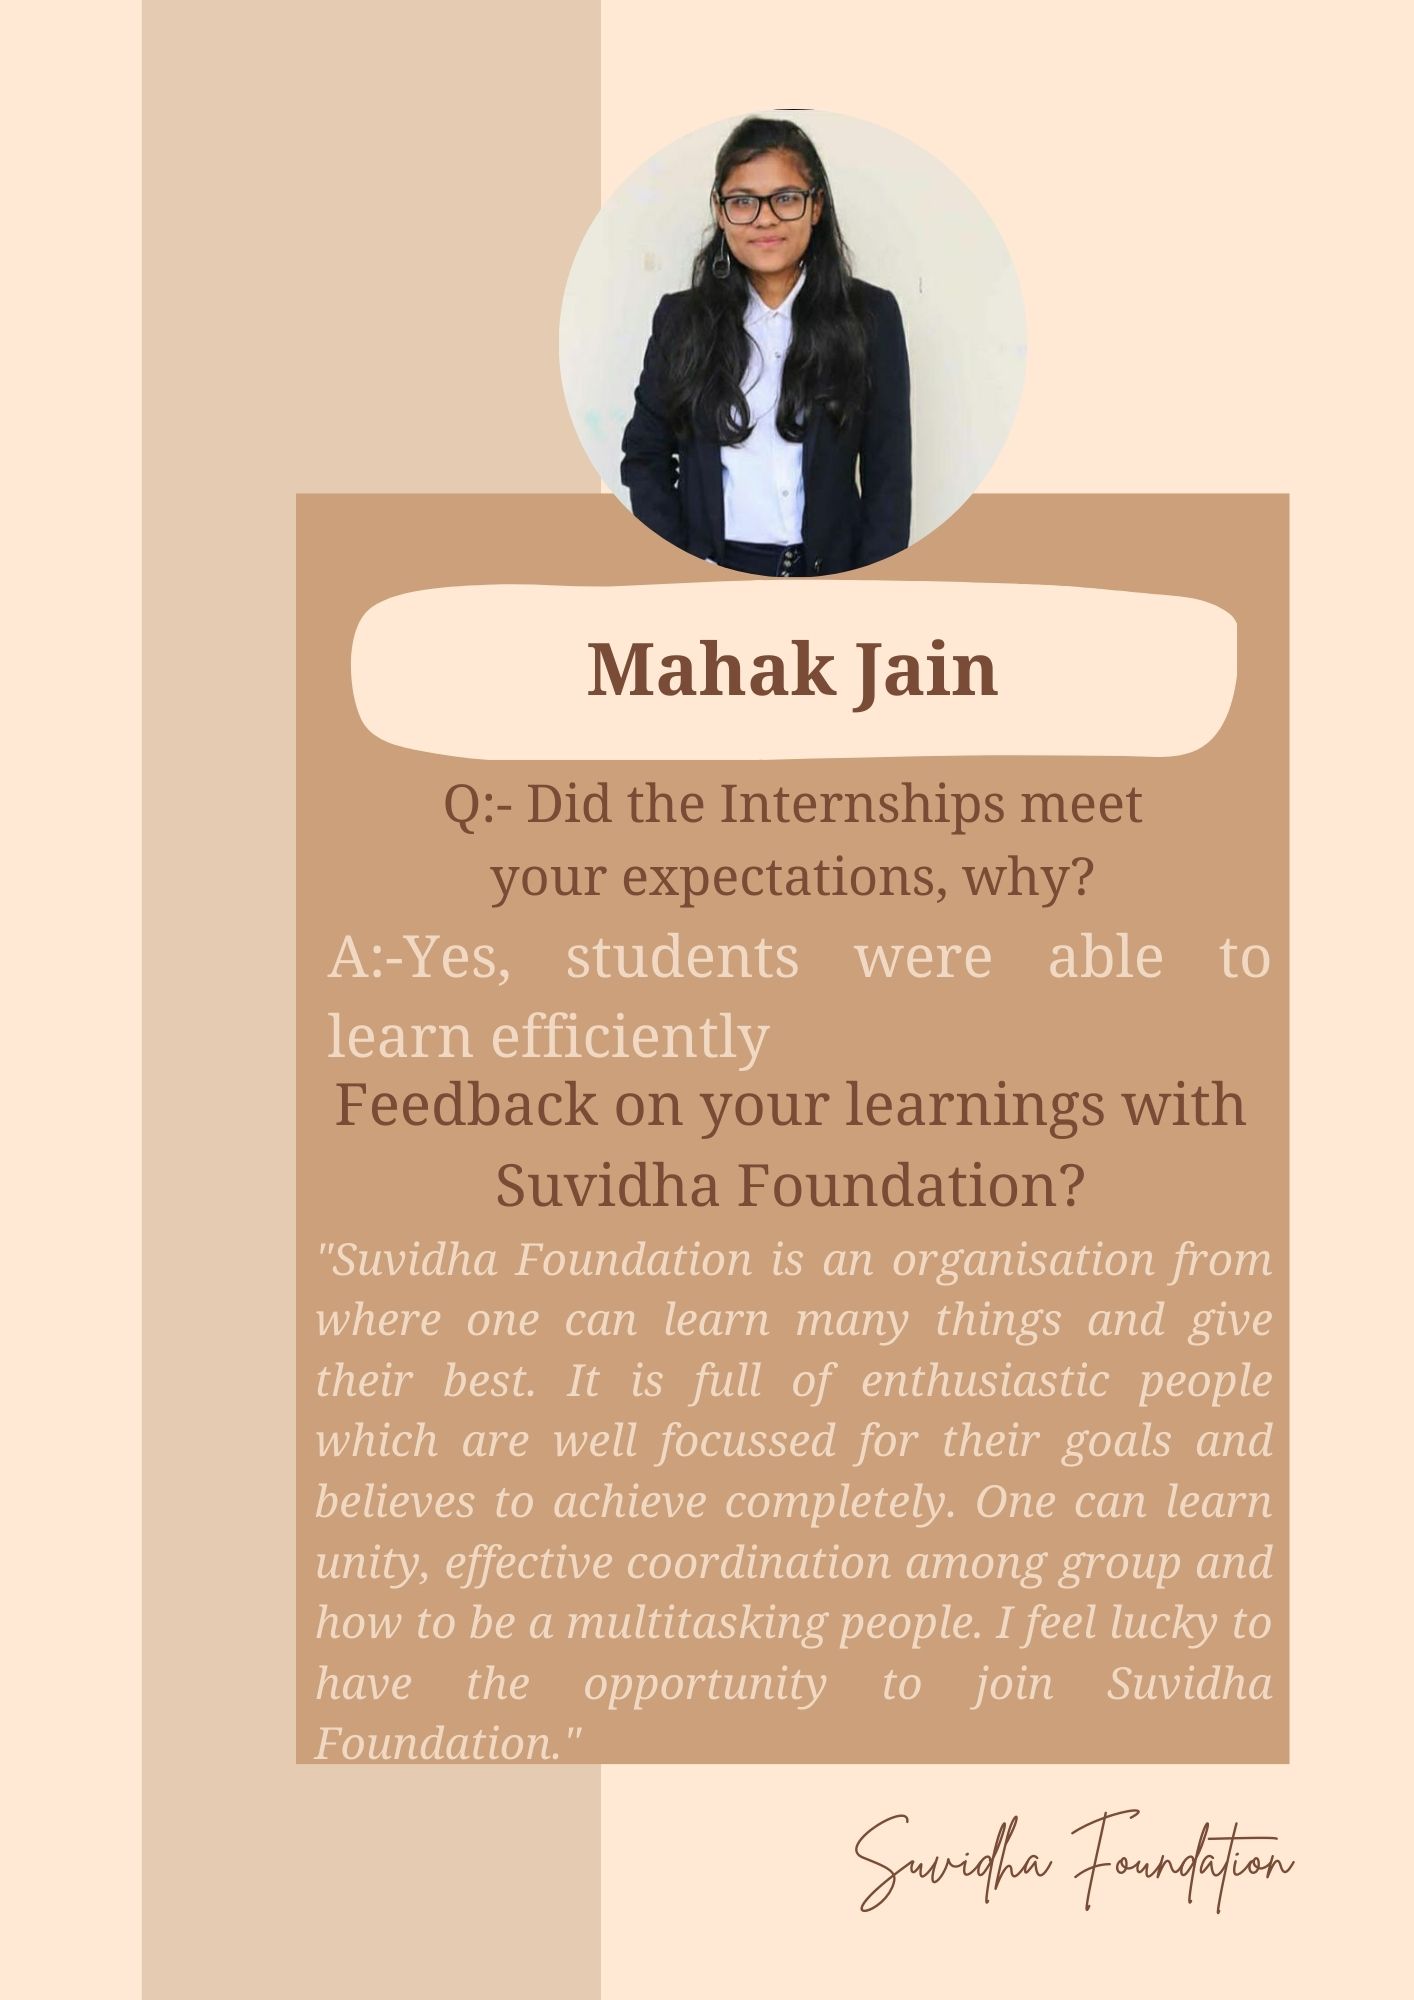 Mahak Jain
Q:- Did the Internships meet
your expectations, why?
A:-Yes, students were able to
learn efficiently
Feedback on your learnings with
Suvidha Foundation?
"Suvidha Foundation is an organisation from
where one can learn many things and give
their best. It is full of enthusiastic people
which are well focussed for their goals and
believes to achieve completely. One can learn
unity, effective coordination among group and
how to be a multitasking people. I feel lucky to
have the opportunity to join Suvidha
Foundation."
Suvidha Foundation